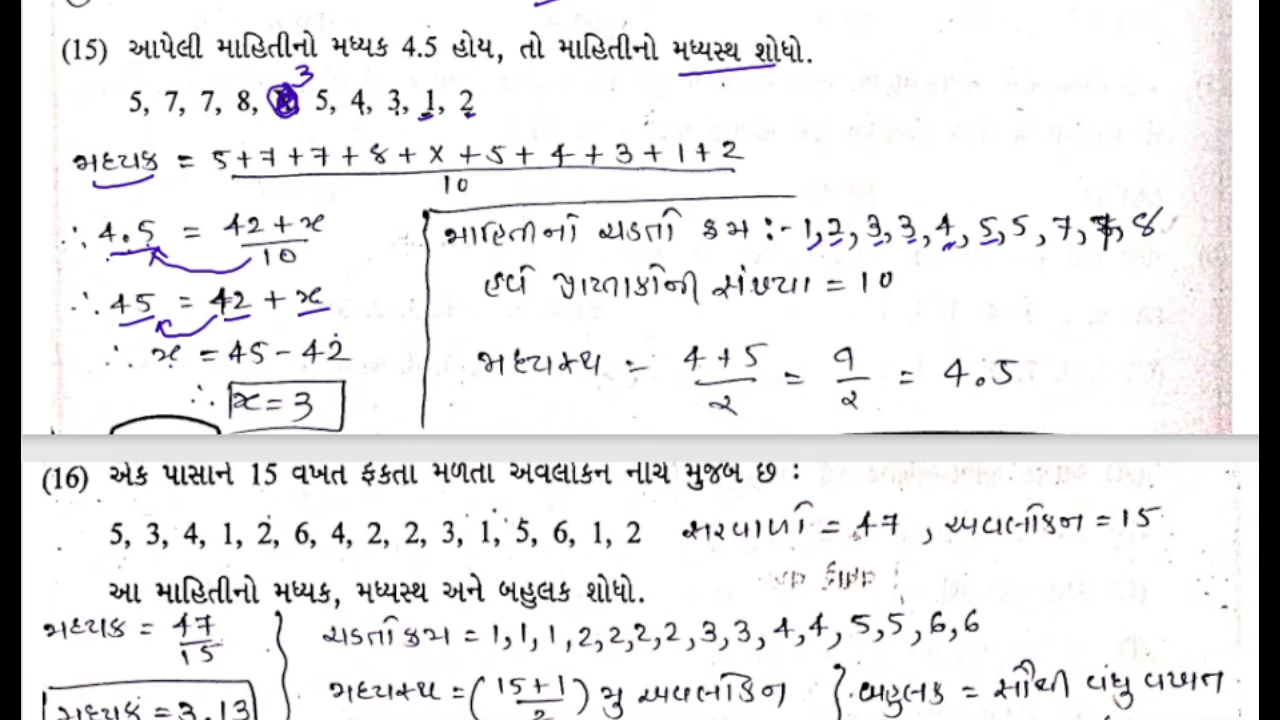 (15) આપેલી માહિતીનો મધ્યક 4.5 હોય, તો માહિતીનો મધ્યસ્થ શોધો.
3
5, 7, 7, 8, 5, 4, 3, 1, 2
મધ્યક = 5+7+7+8+x+5+4+3+1+2
10
∴ 4.5 = 42+x
10
∴ 45 = 42 + x
∴ x = 45 - 42
∴ x = 3
માહિતીનો ચડતો ક્રમ :- 1, 2, 3, 3, 4, 5, 5, 7, 7, 8
હવે પ્રાપ્તાંકોની સંખ્યા = 10
મધ્યસ્થ = 4+5 = 9 = 4.5
૨ ૨
(16) એક પાસાને 15 વખત ફેંકતા મળતા અવલોકન નીચે મુજબ છે :
5, 3, 4, 1, 2, 6, 4, 2, 2, 3, 1, 5, 6, 1, 2 સરવાળો = 47, અવલોકન = 15
આ માહિતીનો મધ્યક, મધ્યસ્થ અને બહુલક શોધો.
મધ્યક = 47
15
ચડતો ક્રમ = 1, 1, 1, 2, 2, 2, 2, 3, 3, 4, 4, 5, 5, 6, 6
મધ્યસ્થ = (15+1) મુ અવલોકન
2
બહુલક = સૌથી વધુ વખત
મધ્યક = 3.13